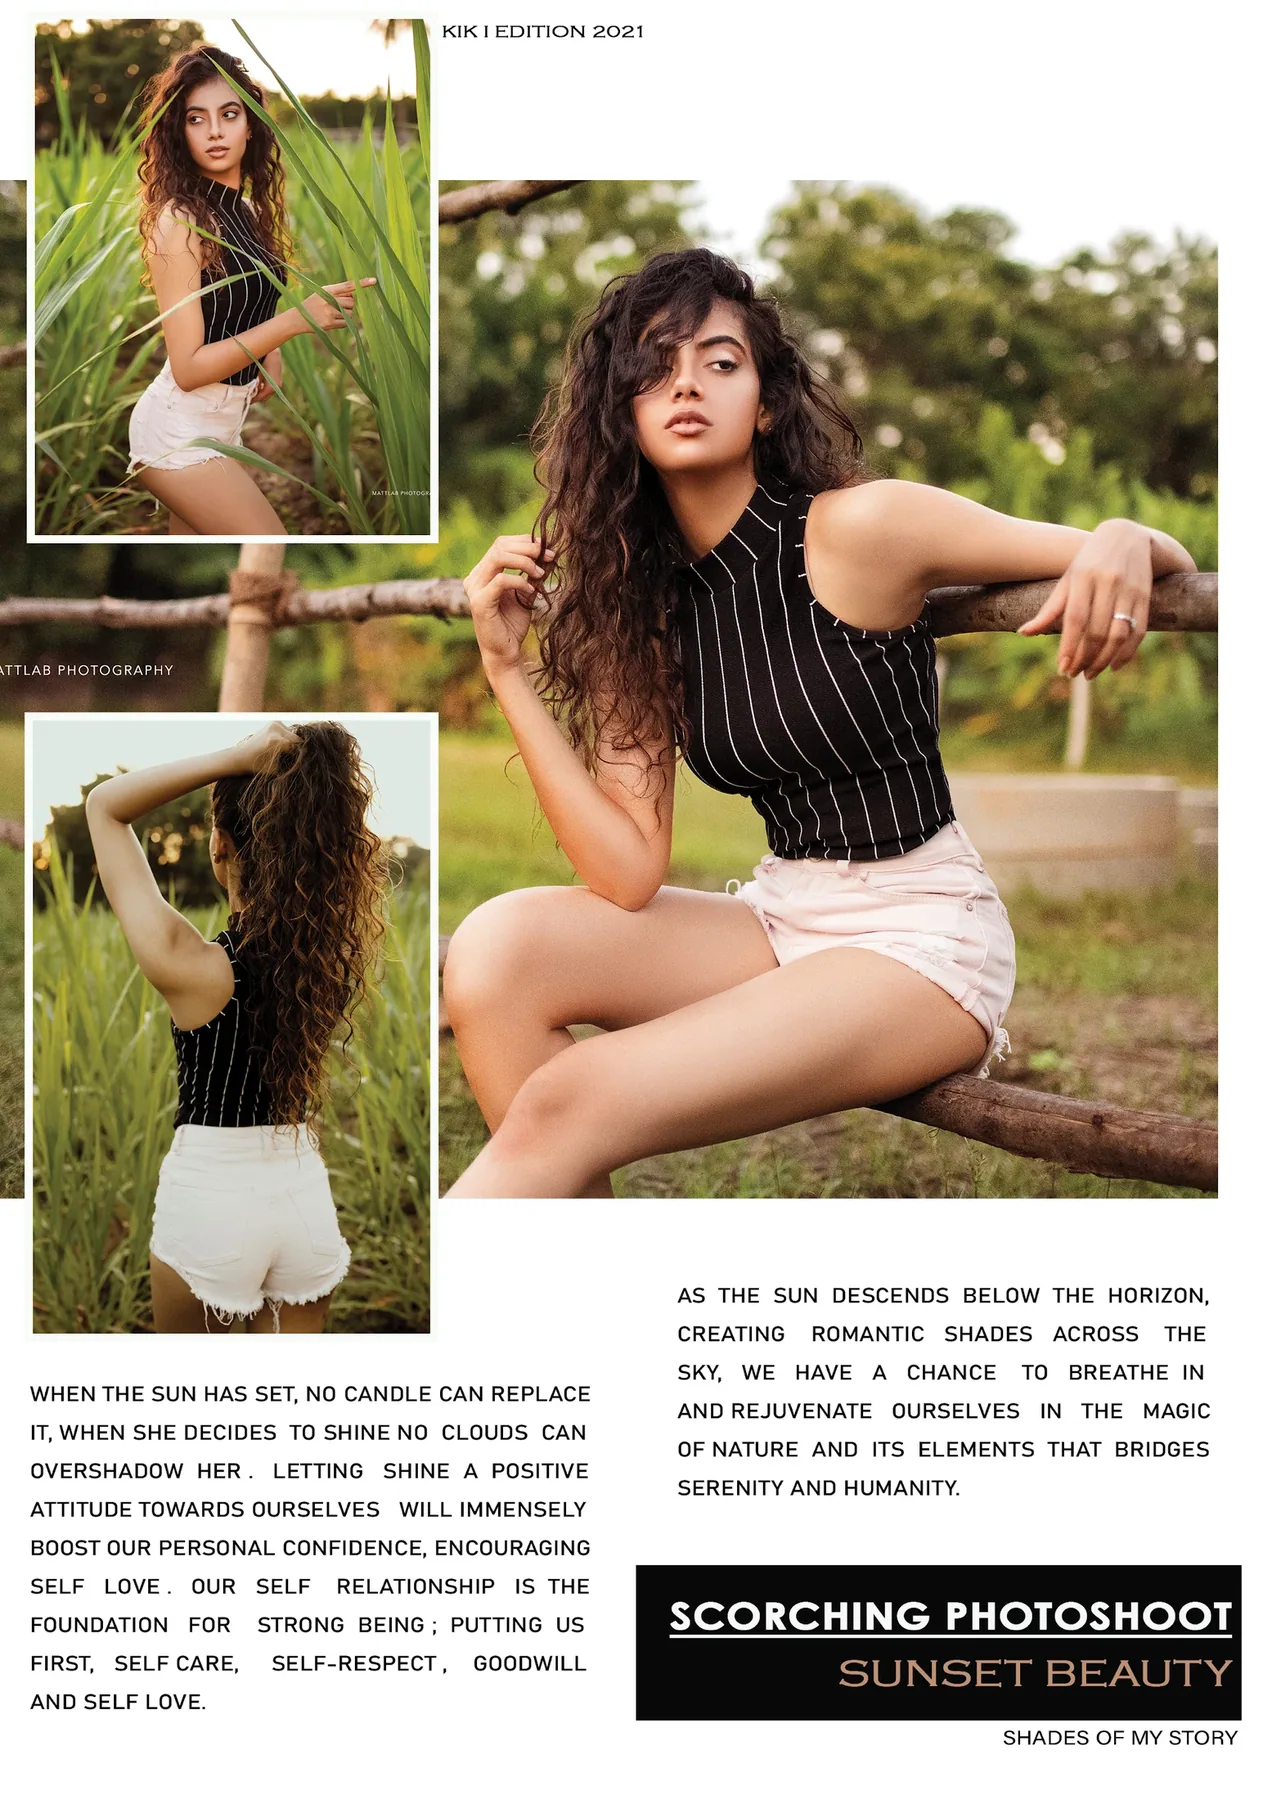 KIK I EDITION 2021
MATTLAB PHOTOGRA
ATTLAB PHOTOGRAPHY
WHEN THE SUN HAS SET, NO CANDLE CAN REPLACE
IT, WHEN SHE DECIDES TO SHINE NO CLOUDS CAN
OVERSHADOW HER . LETTING SHINE A POSITIVE
ATTITUDE TOWARDS OURSELVES WILL IMMENSELY
BOOST OUR PERSONAL CONFIDENCE, ENCOURAGING
SELF LOVE . OUR SELF RELATIONSHIP IS THE
FOUNDATION FOR STRONG BEING ; PUTTING US
FIRST, SELF CARE, SELF-RESPECT , GOODWILL
AND SELF LOVE.
AS THE SUN DESCENDS BELOW THE HORIZON,
CREATING ROMANTIC SHADES ACROSS THE
SKY, WE HAVE A CHANCE TO BREATHE IN
AND REJUVENATE OURSELVES IN THE MAGIC
OF NATURE AND ITS ELEMENTS THAT BRIDGES
SERENITY AND HUMANITY.
SCORCHING PHOTOSHOOT
SUNSET BEAUTY
SHADES OF MY STORY